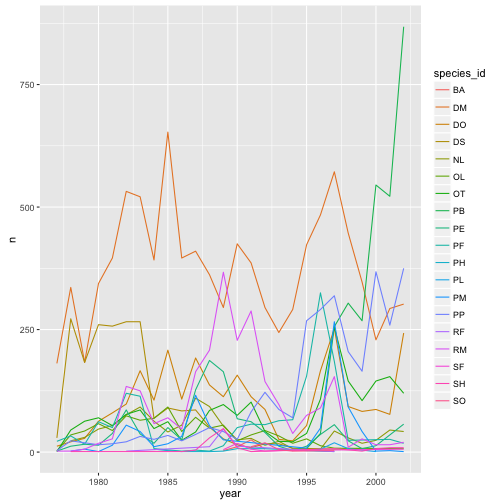 750
500
250
0
n
1980
1985
1990
1995
2000
year
species_id
BA
DM
DO
DS
NL
OL
OT
PB
PE
PF
PH
PL
PM
PP
RF
RM
SF
SH
SO